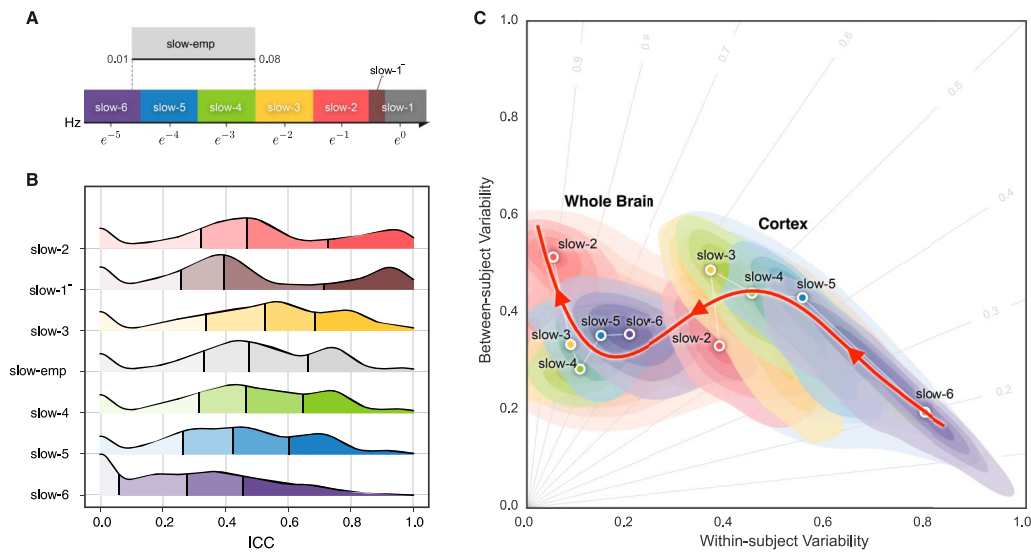 A
slow-emp
0.01
0.08
slow-1⁻
slow-6 slow-5 slow-4 slow-3 slow-2 slow-1
Hz
e⁻⁵ e⁻⁴ e⁻³ e⁻² e⁻¹ e⁰
B
slow-2
slow-1⁻
slow-3
slow-emp
slow-4
slow-5
slow-6
0.0 0.2 0.4 0.6 0.8 1.0
ICC
C
1.0
0.8
0.6
0.4
0.2
0.0
Between-subject Variability
0.9 0.8 0.7 0.6
0.5
0.4
0.3
0.2
Whole Brain
Cortex
slow-2
slow-3
slow-4
slow-5
slow-5 slow-6
slow-3
slow-4
slow-2
slow-6
0.0 0.2 0.4 0.6 0.8 1.0
Within-subject Variability